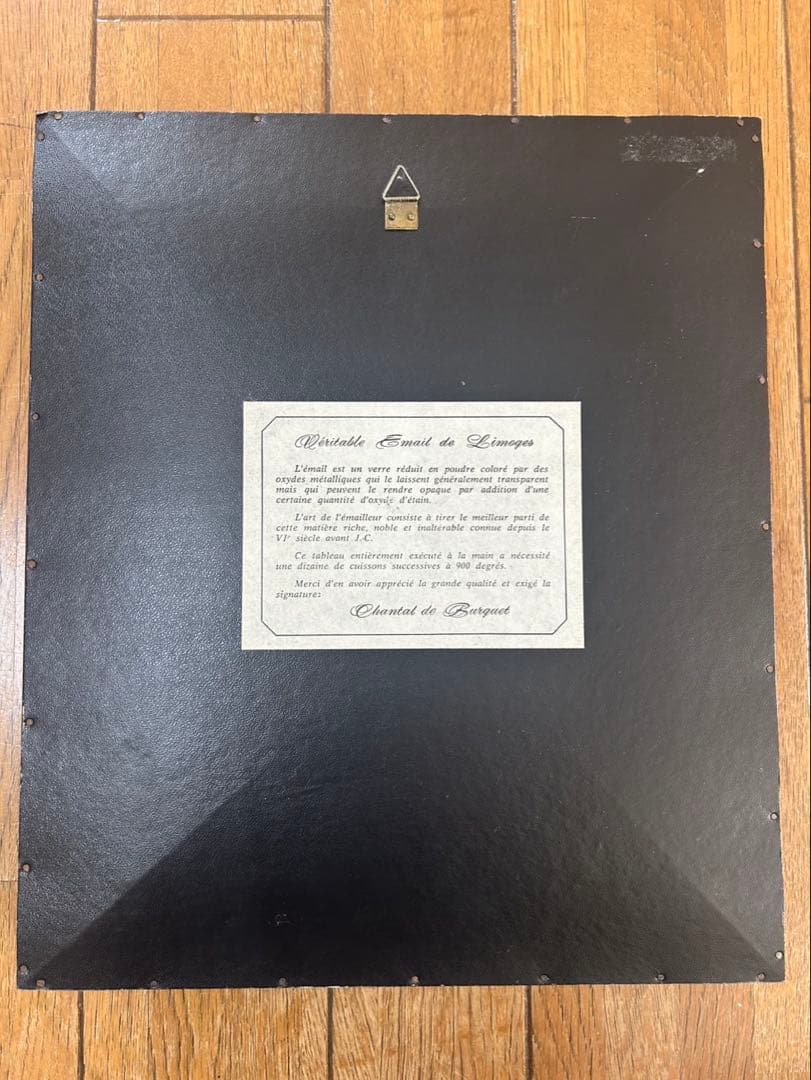 Véritable Email de Limoges
L'émail est un verre réduit en poudre coloré par des
oxydes métalliques qui le laissent généralement transparent
mais qui peuvent le rendre opaque par addition d'une
certaine quantité d'oxyde d'étain.
L'art de l'émailleur consiste à tirer le meilleur parti de
cette matière riche, noble et inaltérable connue depuis le
VIe siècle avant J.-C.
Ce tableau entièrement exécuté à la main a nécessité
une dizaine de cuissons successives à 900 degrés.
Merci d'en avoir apprécié la grande qualité et exigé la
signature:
Chantal de Burquet